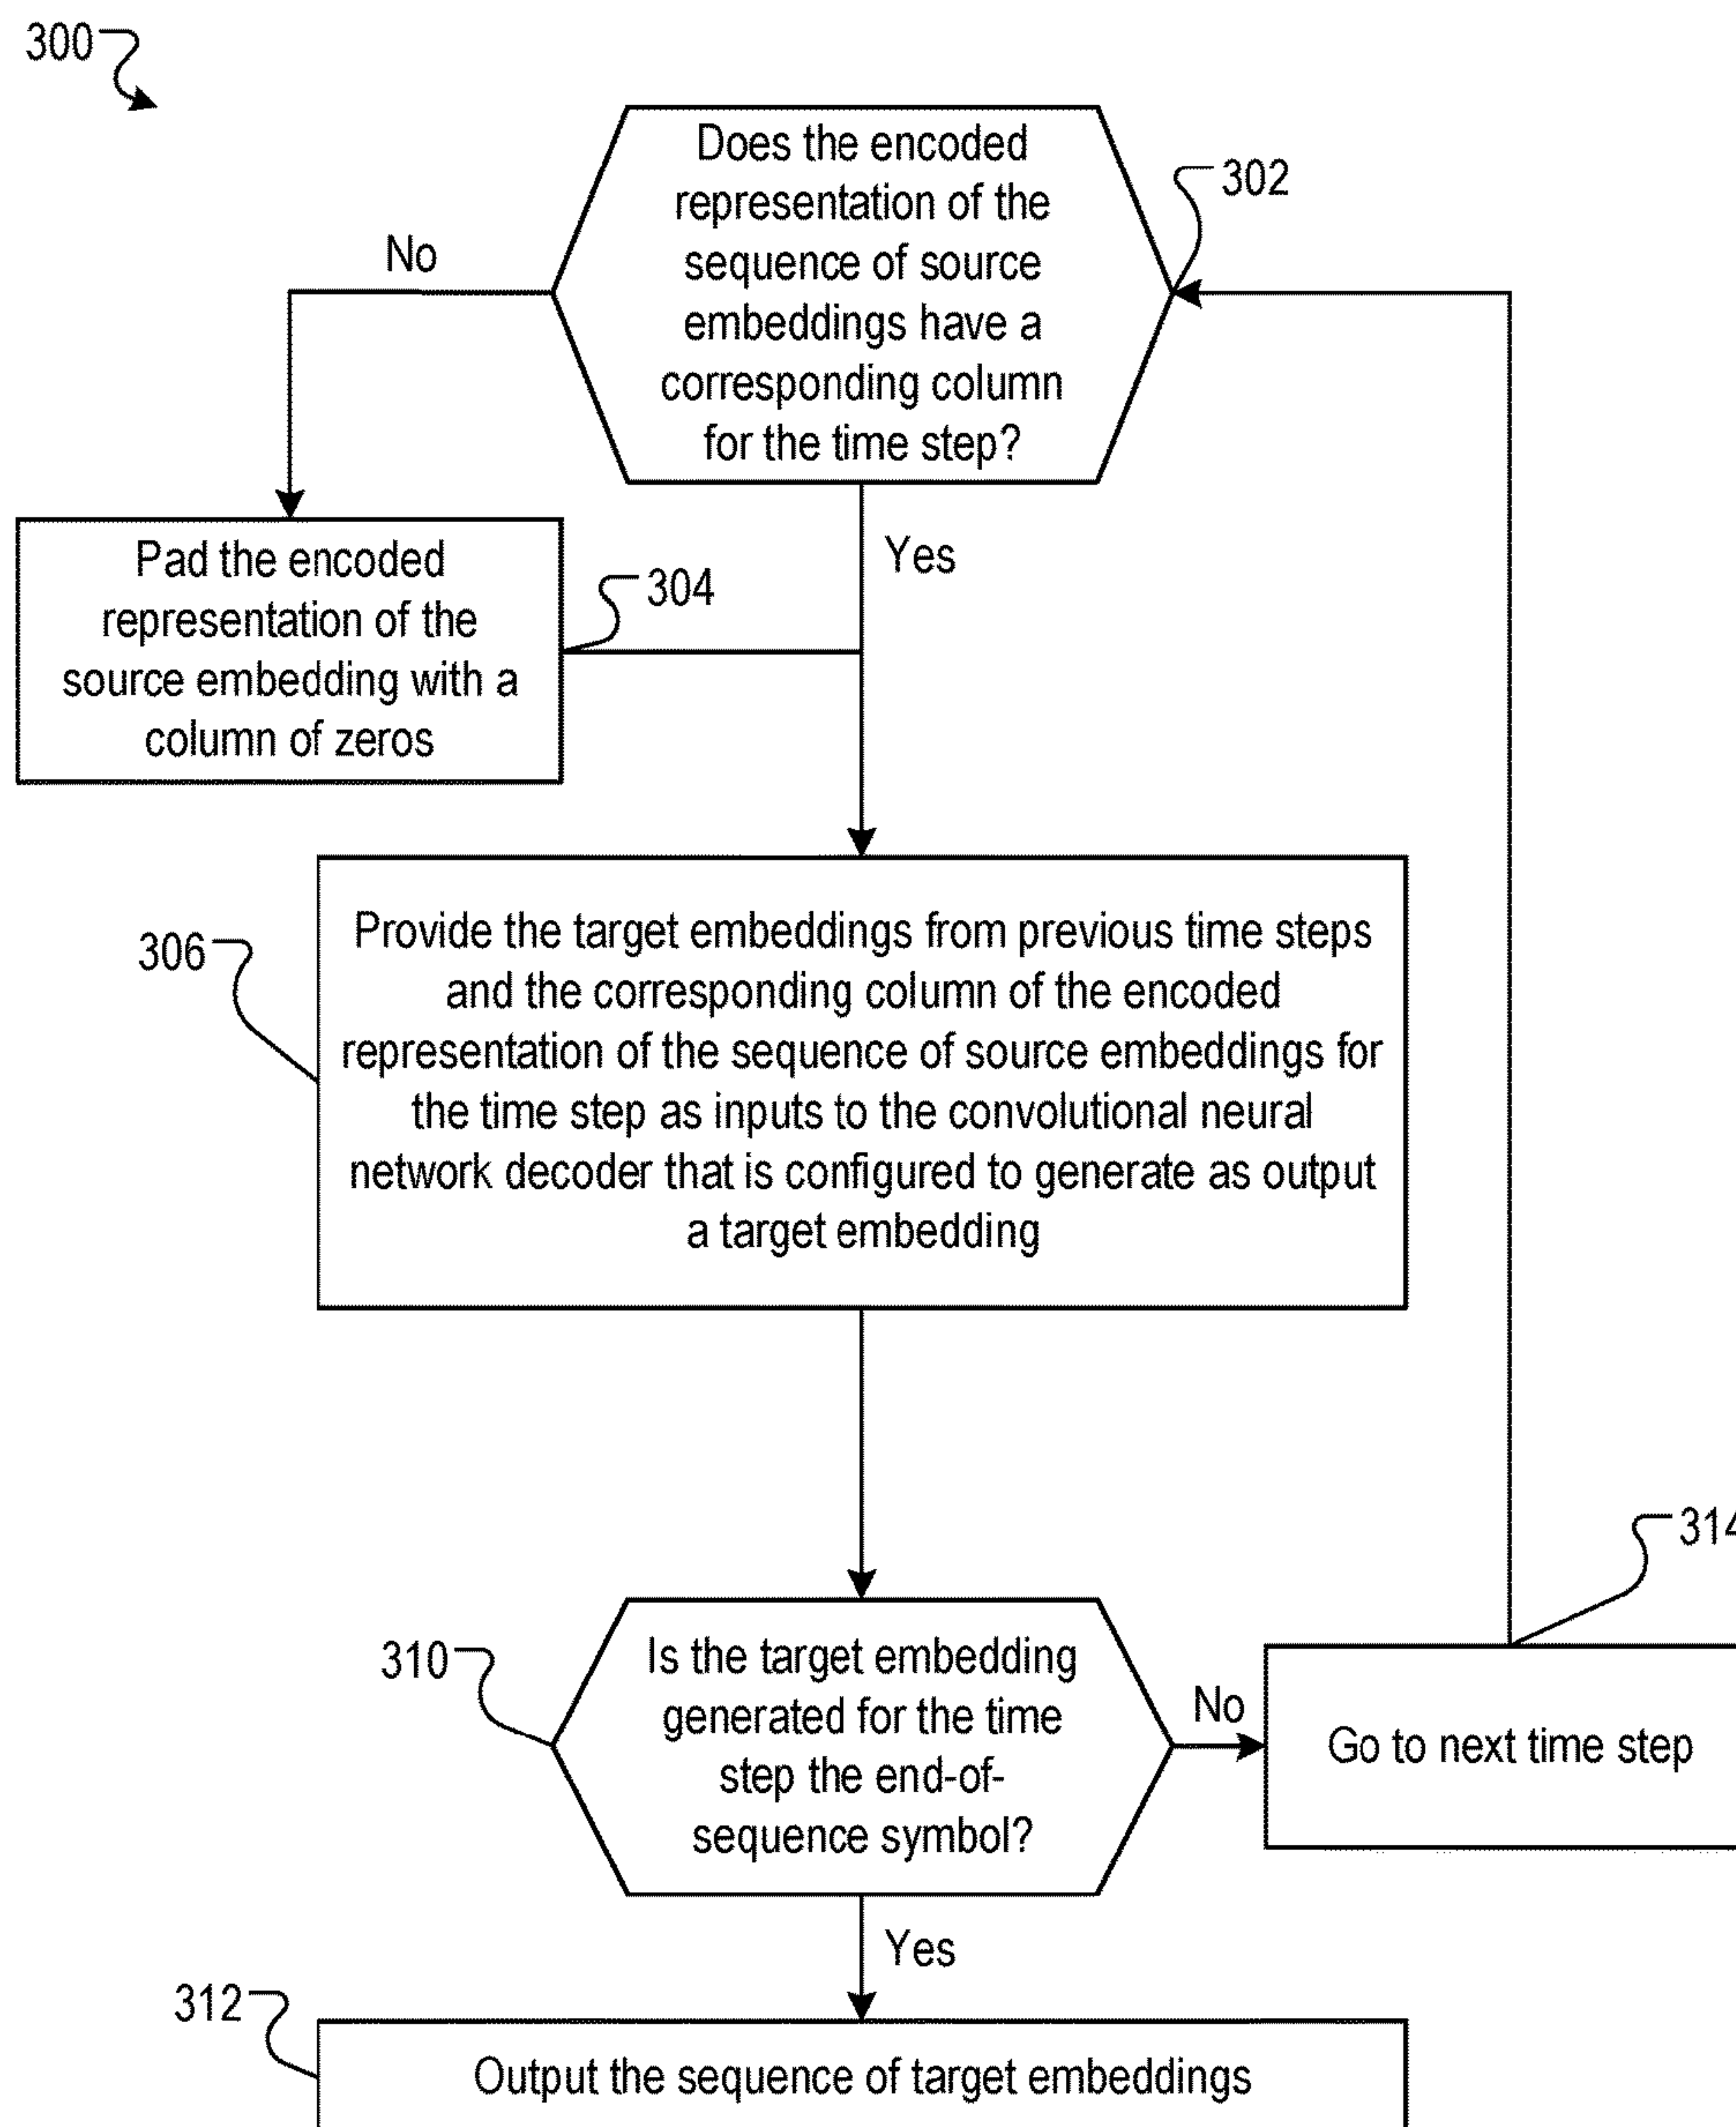 300
Does the encoded
representation of the
sequence of source
embeddings have a
corresponding column
for the time step?
302
No
Yes
Pad the encoded
representation of the
source embedding with a
column of zeros
304
306
Provide the target embeddings from previous time steps
and the corresponding column of the encoded
representation of the sequence of source embeddings for
the time step as inputs to the convolutional neural
network decoder that is configured to generate as output
a target embedding
314
310
Is the target embedding
generated for the time
step the end-of-
sequence symbol?
No
Go to next time step
Yes
312
Output the sequence of target embeddings